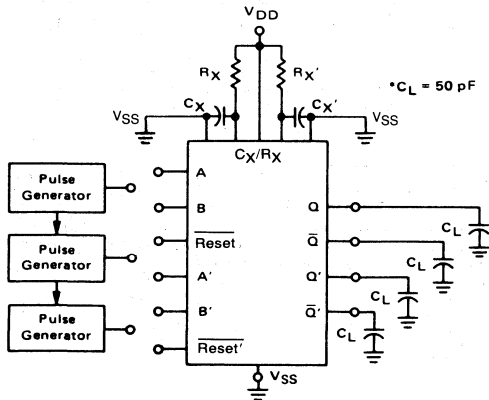 VDD
RX
RX'
*CL = 50 pF
CX
CX'
VSS
VSS
CX/RX
Pulse
Generator
A
B
Q
CL
Pulse
Generator
Reset
Q̅
CL
A'
Q'
CL
Pulse
Generator
B'
Q̅'
CL
Reset'
VSS